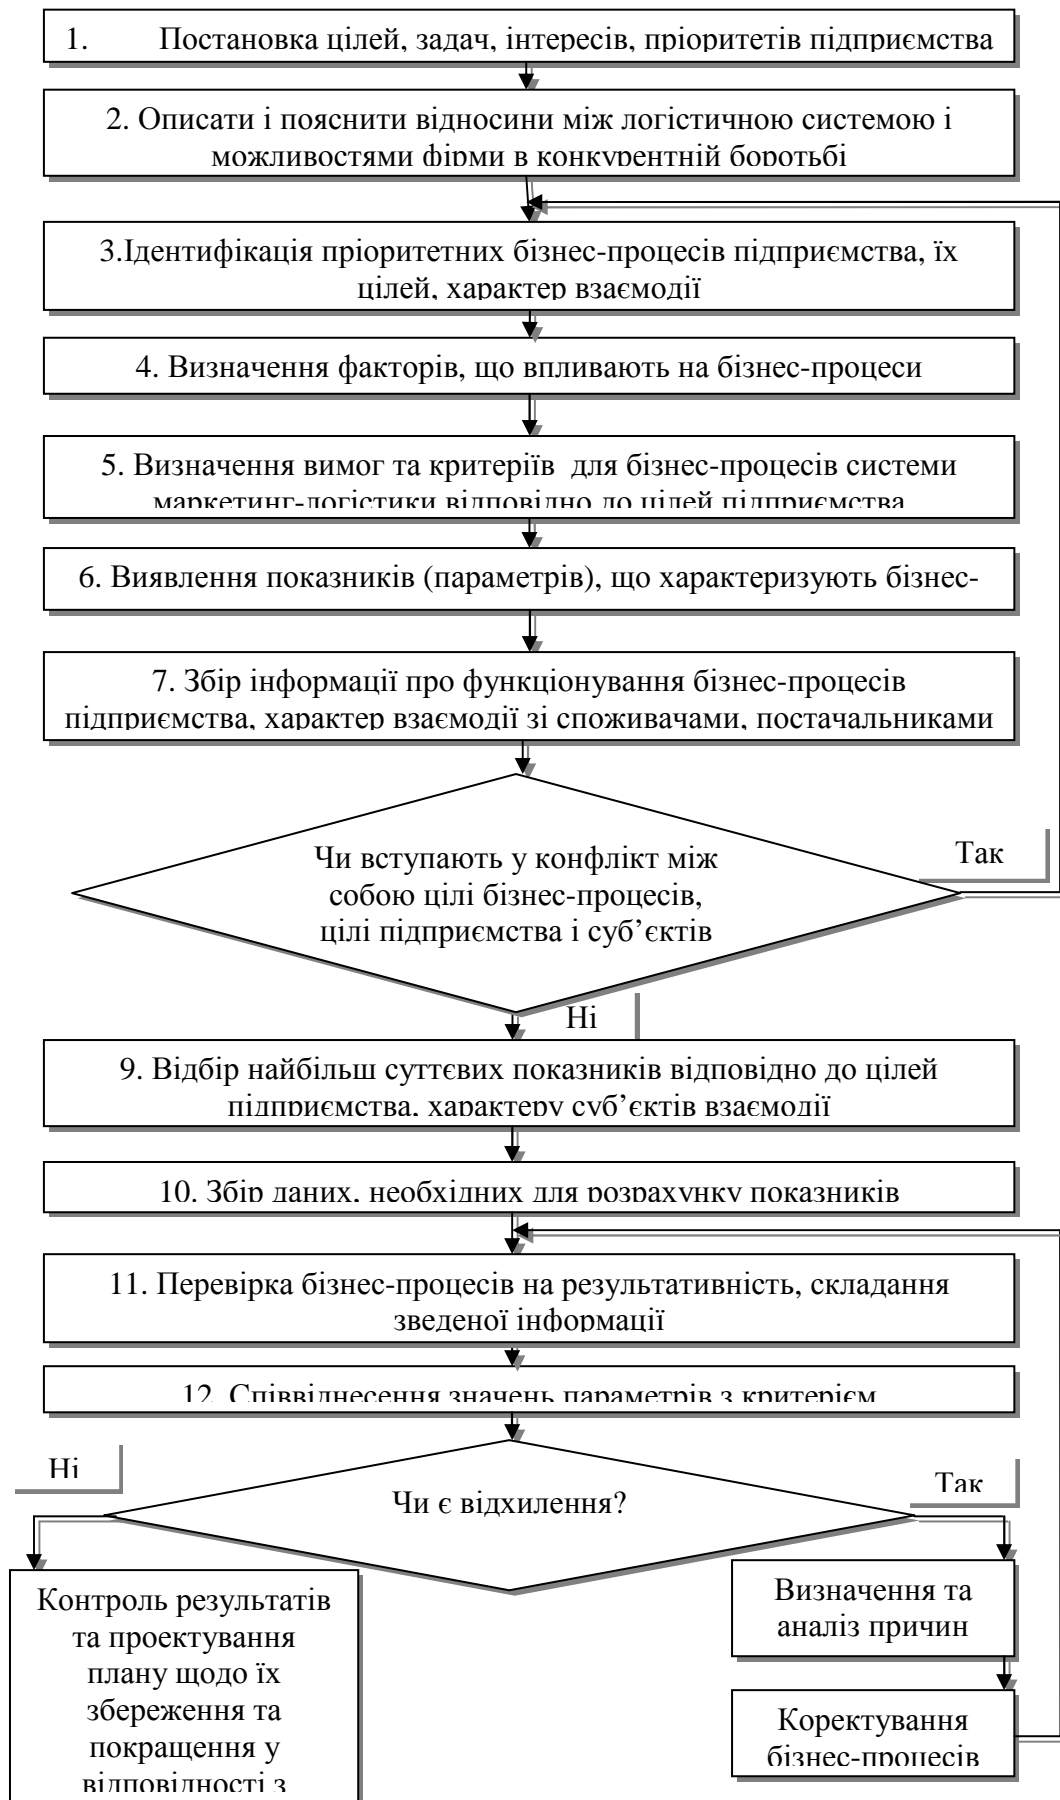 1. Постановка цілей, задач, інтересів, пріоритетів підприємства
2. Описати і пояснити відносини між логістичною системою і
можливостями фірми в конкурентній боротьбі
3.Ідентифікація пріоритетних бізнес-процесів підприємства, їх
цілей, характер взаємодії
4. Визначення факторів, що впливають на бізнес-процеси
5. Визначення вимог та критеріїв для бізнес-процесів системи
маркетинг-логістики відповідно до цілей підприємства
6. Виявлення показників (параметрів), що характеризують бізнес-
7. Збір інформації про функціонування бізнес-процесів
підприємства, характер взаємодії зі споживачами, постачальниками
Чи вступають у конфлікт між
собою цілі бізнес-процесів,
цілі підприємства і суб’єктів
Так
Ні
9. Відбір найбільш суттєвих показників відповідно до цілей
підприємства, характеру суб’єктів взаємодії
10. Збір даних, необхідних для розрахунку показників
11. Перевірка бізнес-процесів на результативність, складання
зведеної інформації
12. Співвіднесення значень параметрів з критерієм
Ні
Чи є відхилення?
Так
Контроль результатів
та проектування
плану щодо їх
збереження та
покращення у
відповідності з
Визначення та
аналіз причин
Коректування
бізнес-процесів